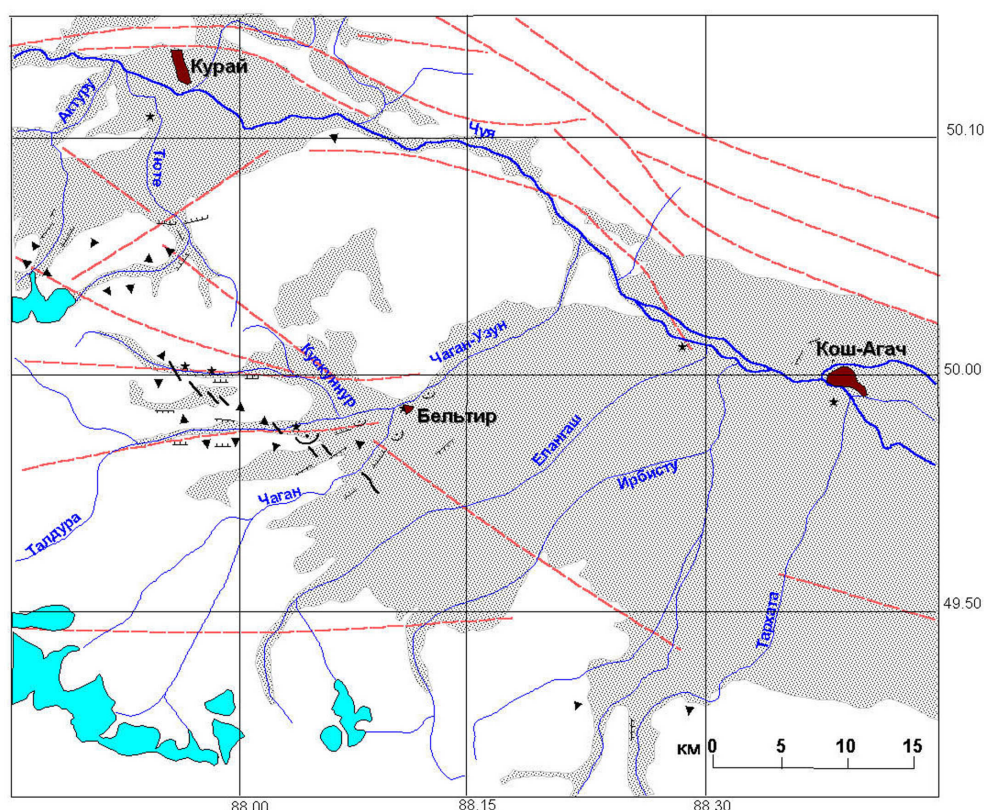 Курай
Актуру
Чуя
50.10
Тюте
Кускуннур
Чаган-Узун
Кош-Агач
50.00
Бельтир
Елангаш
Ирбисту
Чаган
Талдура
49.50
Тархата
км 0 5 10 15
88.00 88.15 88.30